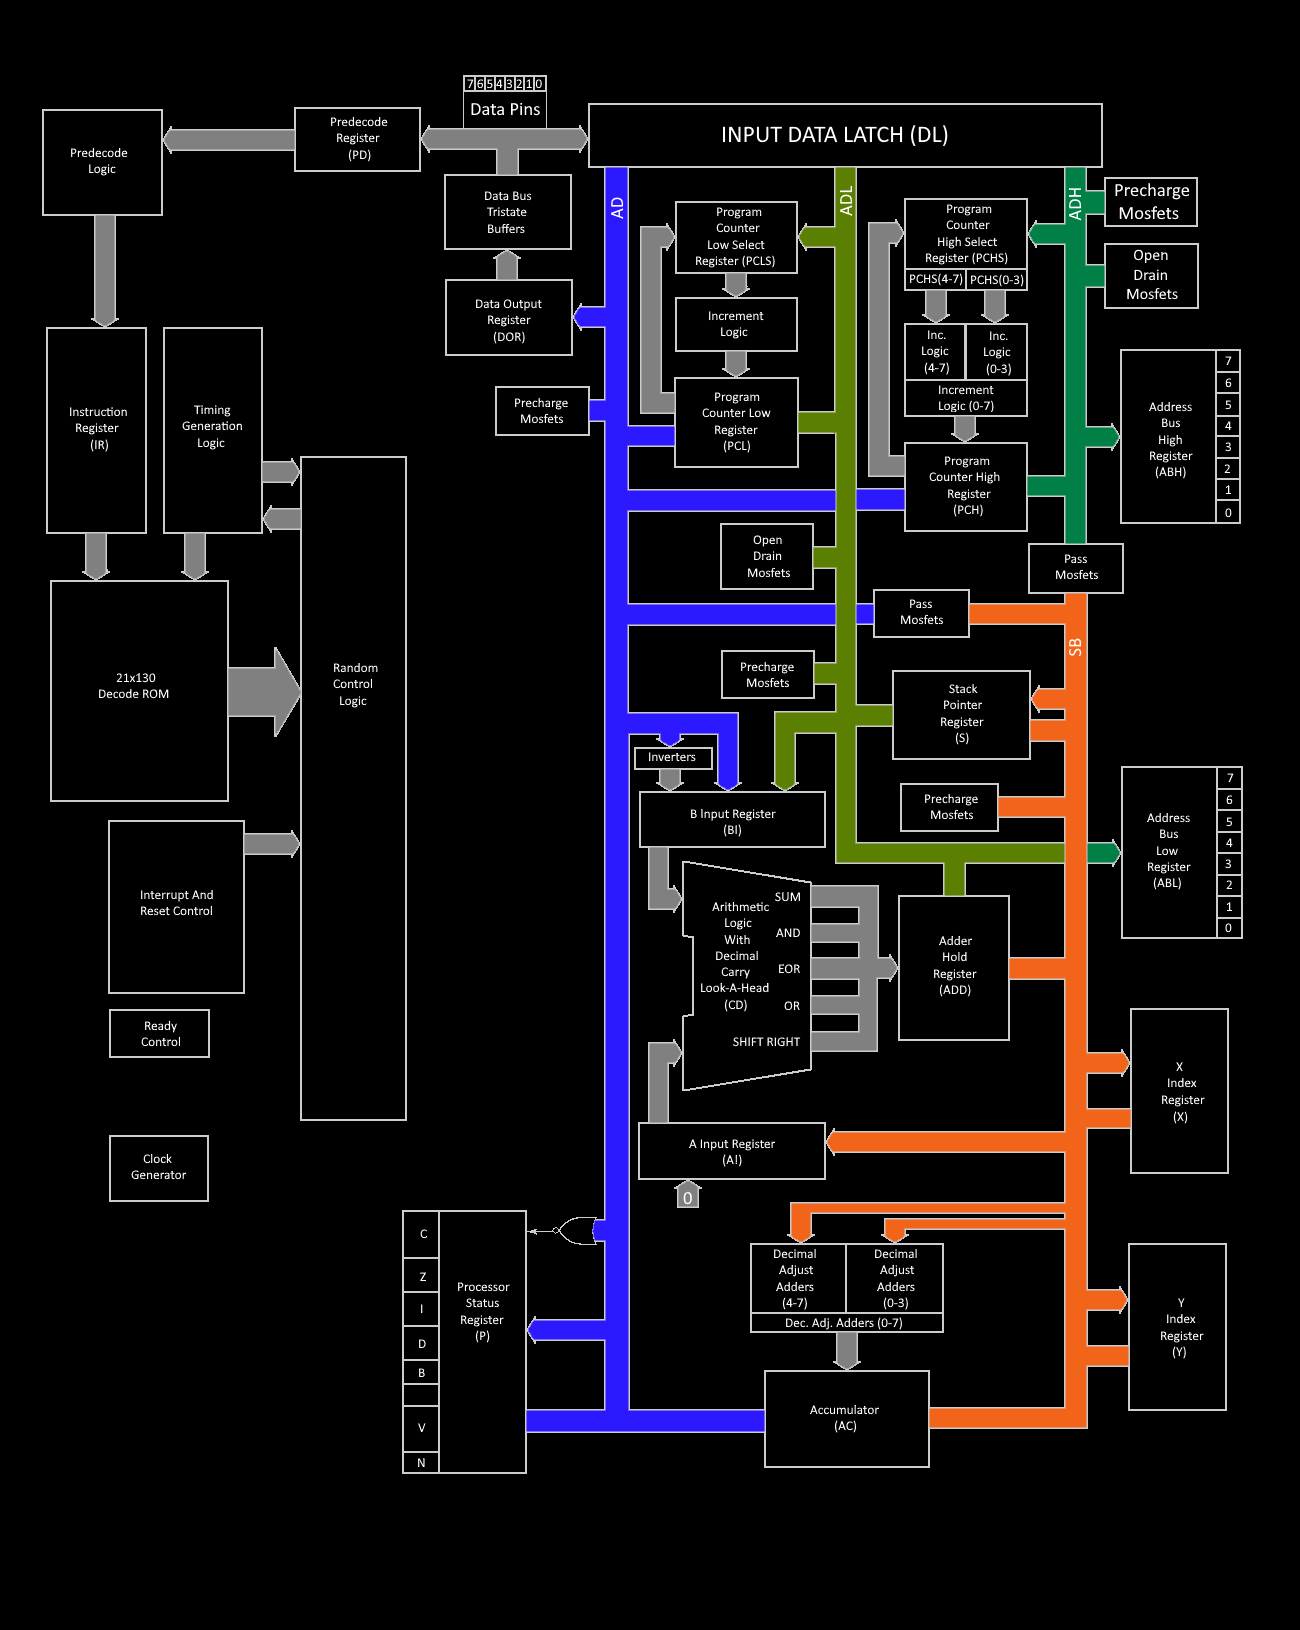 7 6 5 4 3 2 1 0
Data Pins
Predecode
Logic
Predecode
Register
(PD)
INPUT DATA LATCH (DL)
Data Bus
Tristate
Buffers
AD
ADL
ADH
Program
Counter
Low Select
Register (PCLS)
Program
Counter
High Select
Register (PCHS)
PCHS(4-7)
PCHS(0-3)
Precharge
Mosfets
Open
Drain
Mosfets
Data Output
Register
(DOR)
Increment
Logic
Inc.
Logic
(4-7)
Inc.
Logic
(0-3)
Increment
Logic (0-7)
Instruction
Register
(IR)
Timing
Generation
Logic
Precharge
Mosfets
Program
Counter Low
Register
(PCL)
Program
Counter High
Register
(PCH)
Address
Bus
High
Register
(ABH)
7
6
5
4
3
2
1
0
Open
Drain
Mosfets
Pass
Mosfets
Pass
Mosfets
SB
21x130
Decode ROM
Random
Control
Logic
Precharge
Mosfets
Stack
Pointer
Register
(S)
Inverters
B Input Register
(BI)
Precharge
Mosfets
Address
Bus
Low
Register
(ABL)
7
6
5
4
3
2
1
0
Interrupt And
Reset Control
Arithmetic
Logic
With
Decimal
Carry
Look-A-Head
(CD)
SUM
AND
EOR
OR
SHIFT RIGHT
Adder
Hold
Register
(ADD)
Ready
Control
X
Index
Register
(X)
Clock
Generator
A Input Register
(A!)
0
C
Z
I
D
B
V
N
Processor
Status
Register
(P)
Decimal
Adjust
Adders
(4-7)
Decimal
Adjust
Adders
(0-3)
Dec. Adj. Adders (0-7)
Y
Index
Register
(Y)
Accumulator
(AC)